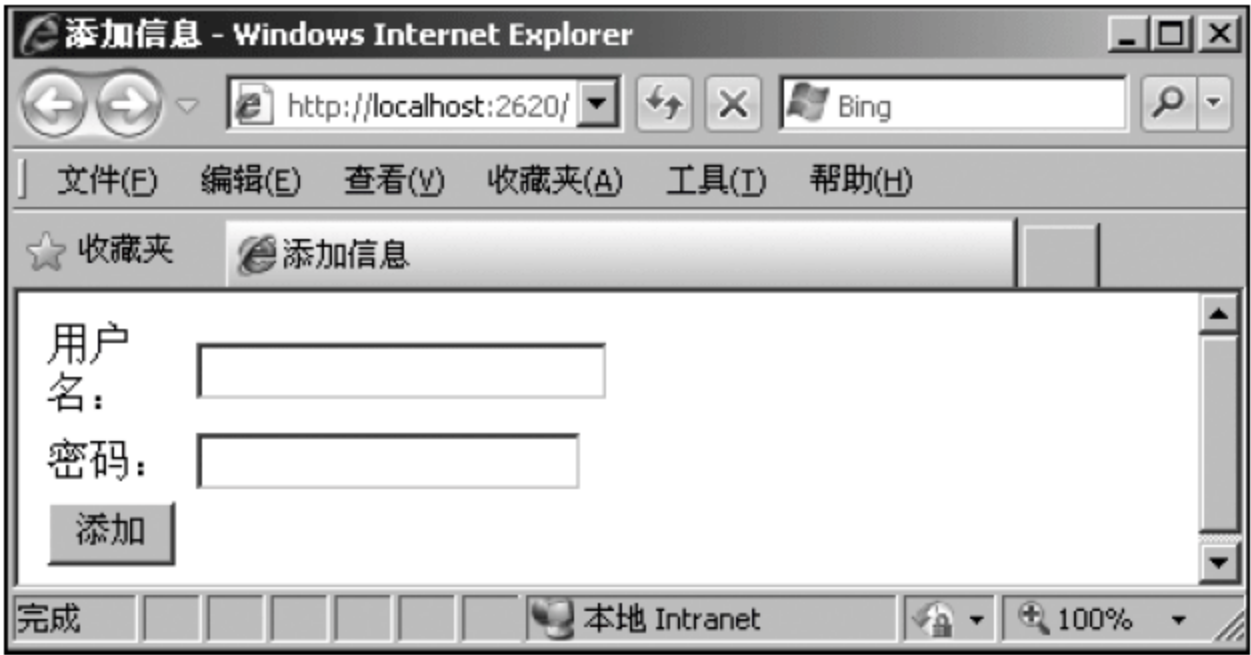 添加信息 - Windows Internet Explorer
http://localhost:2620/ Bing
文件(F) 编辑(E) 查看(V) 收藏夹(A) 工具(T) 帮助(H)
收藏夹 添加信息
用户
名：
密码：
添加
完成 本地 Intranet 100%